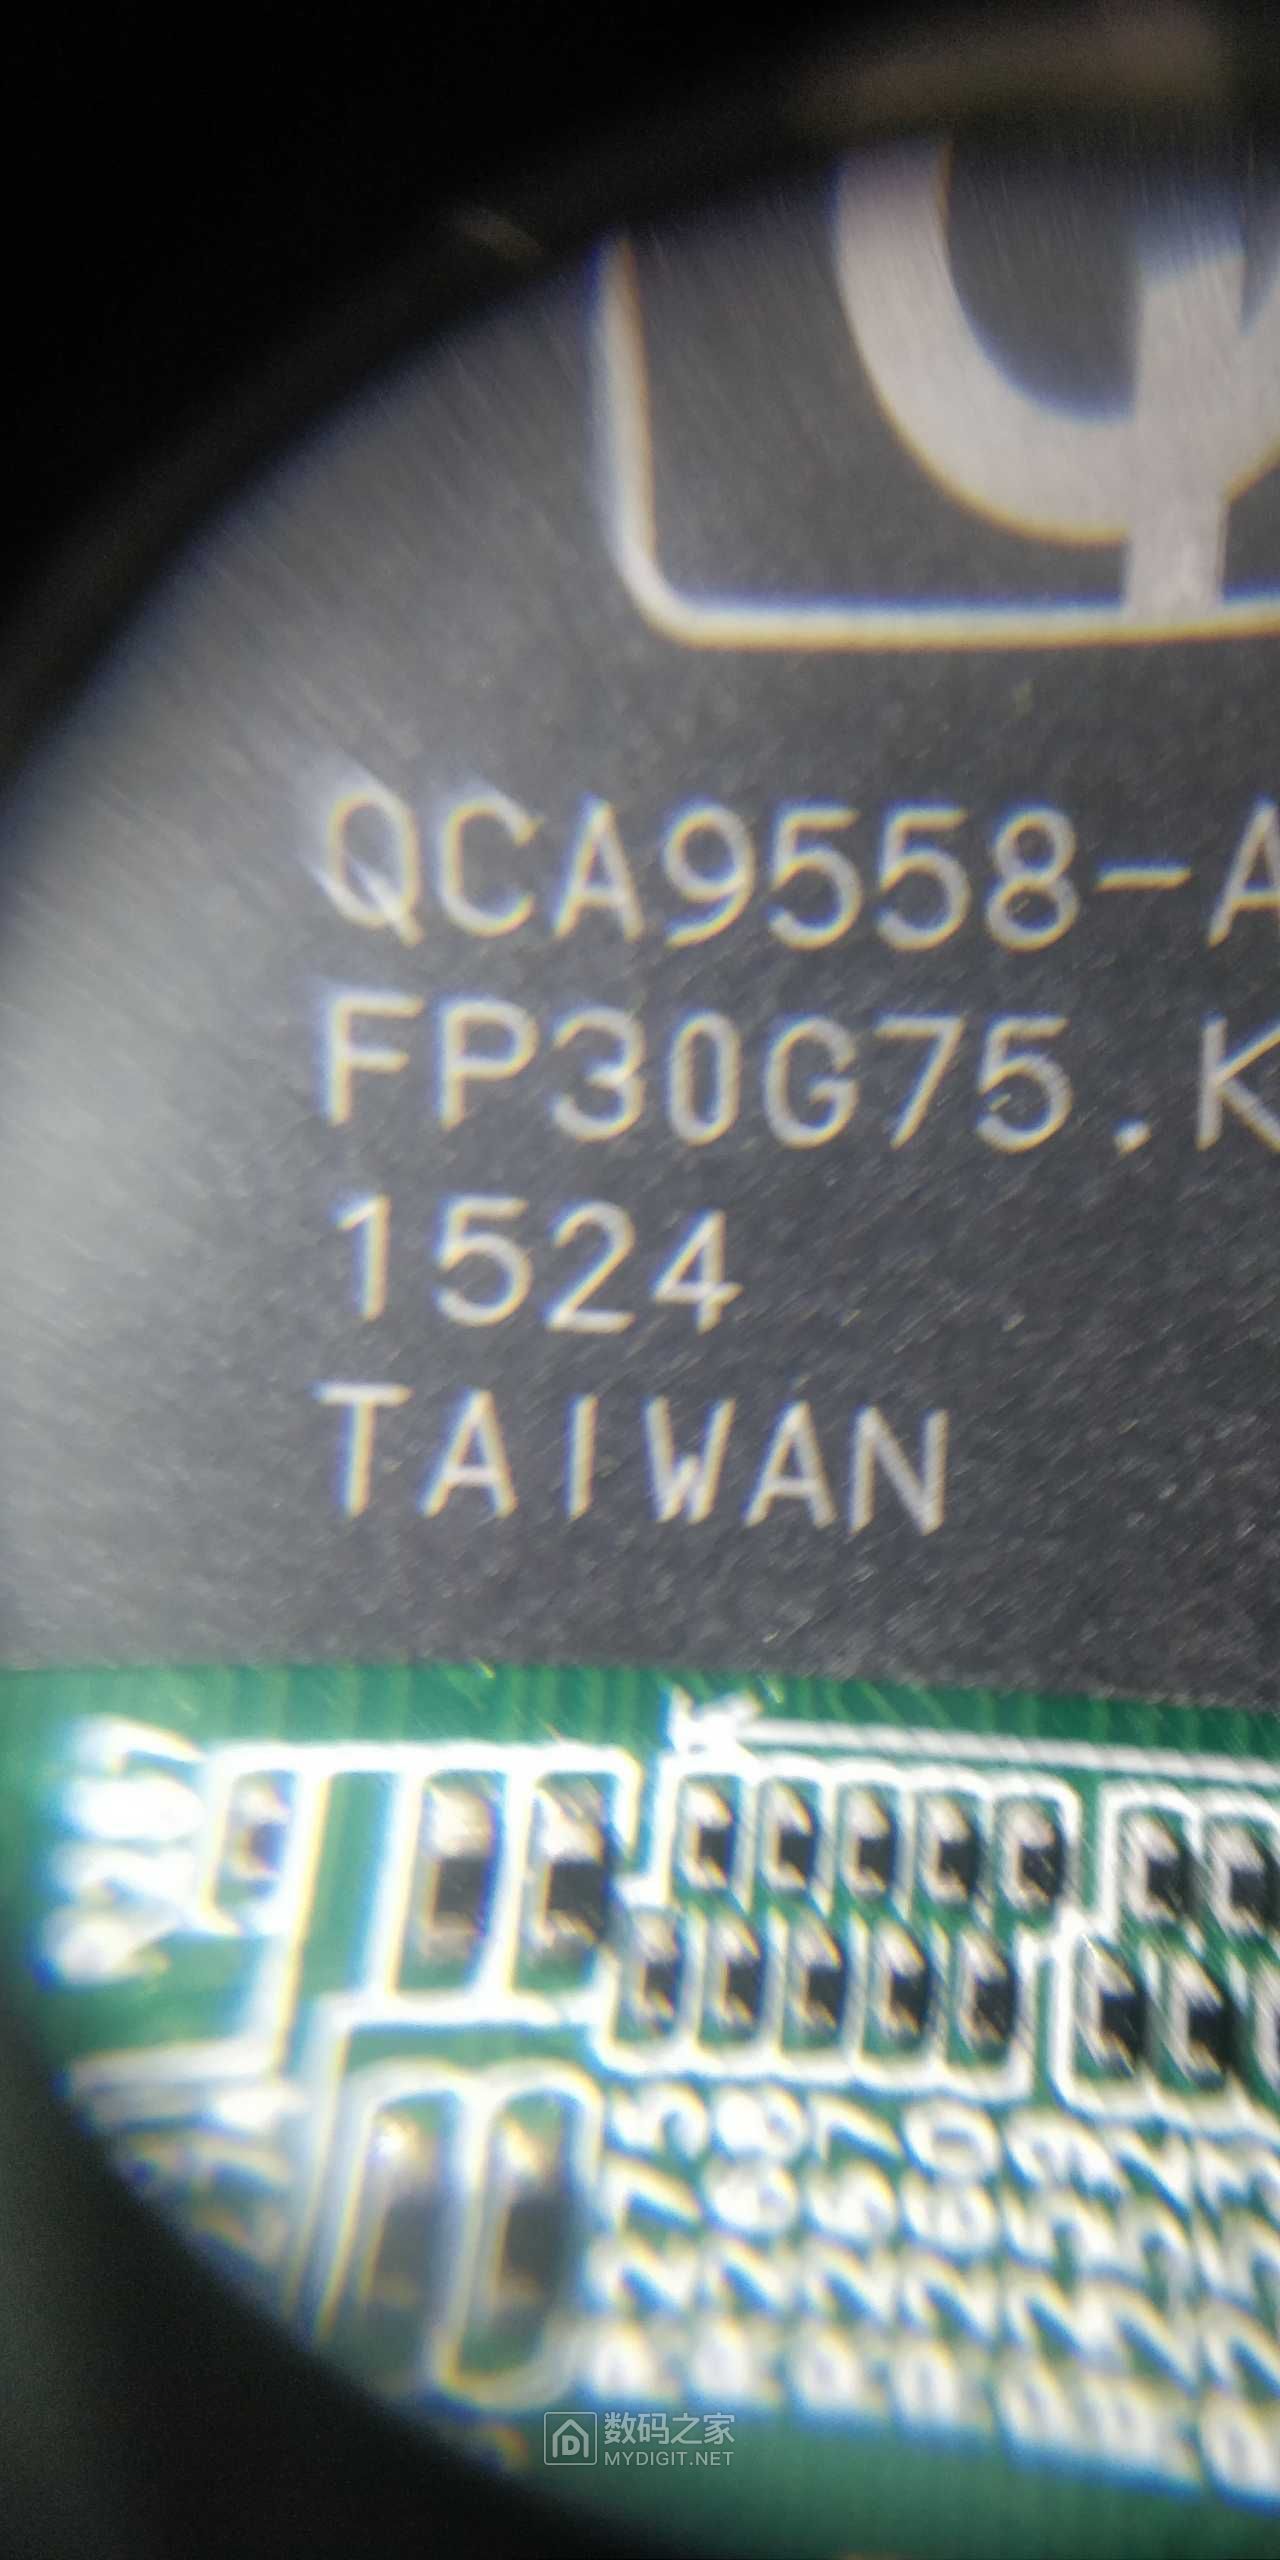 Q
QCA9558-A
FP30G75.K
1524
TAIWAN
数码之家
MYDIGIT.NET